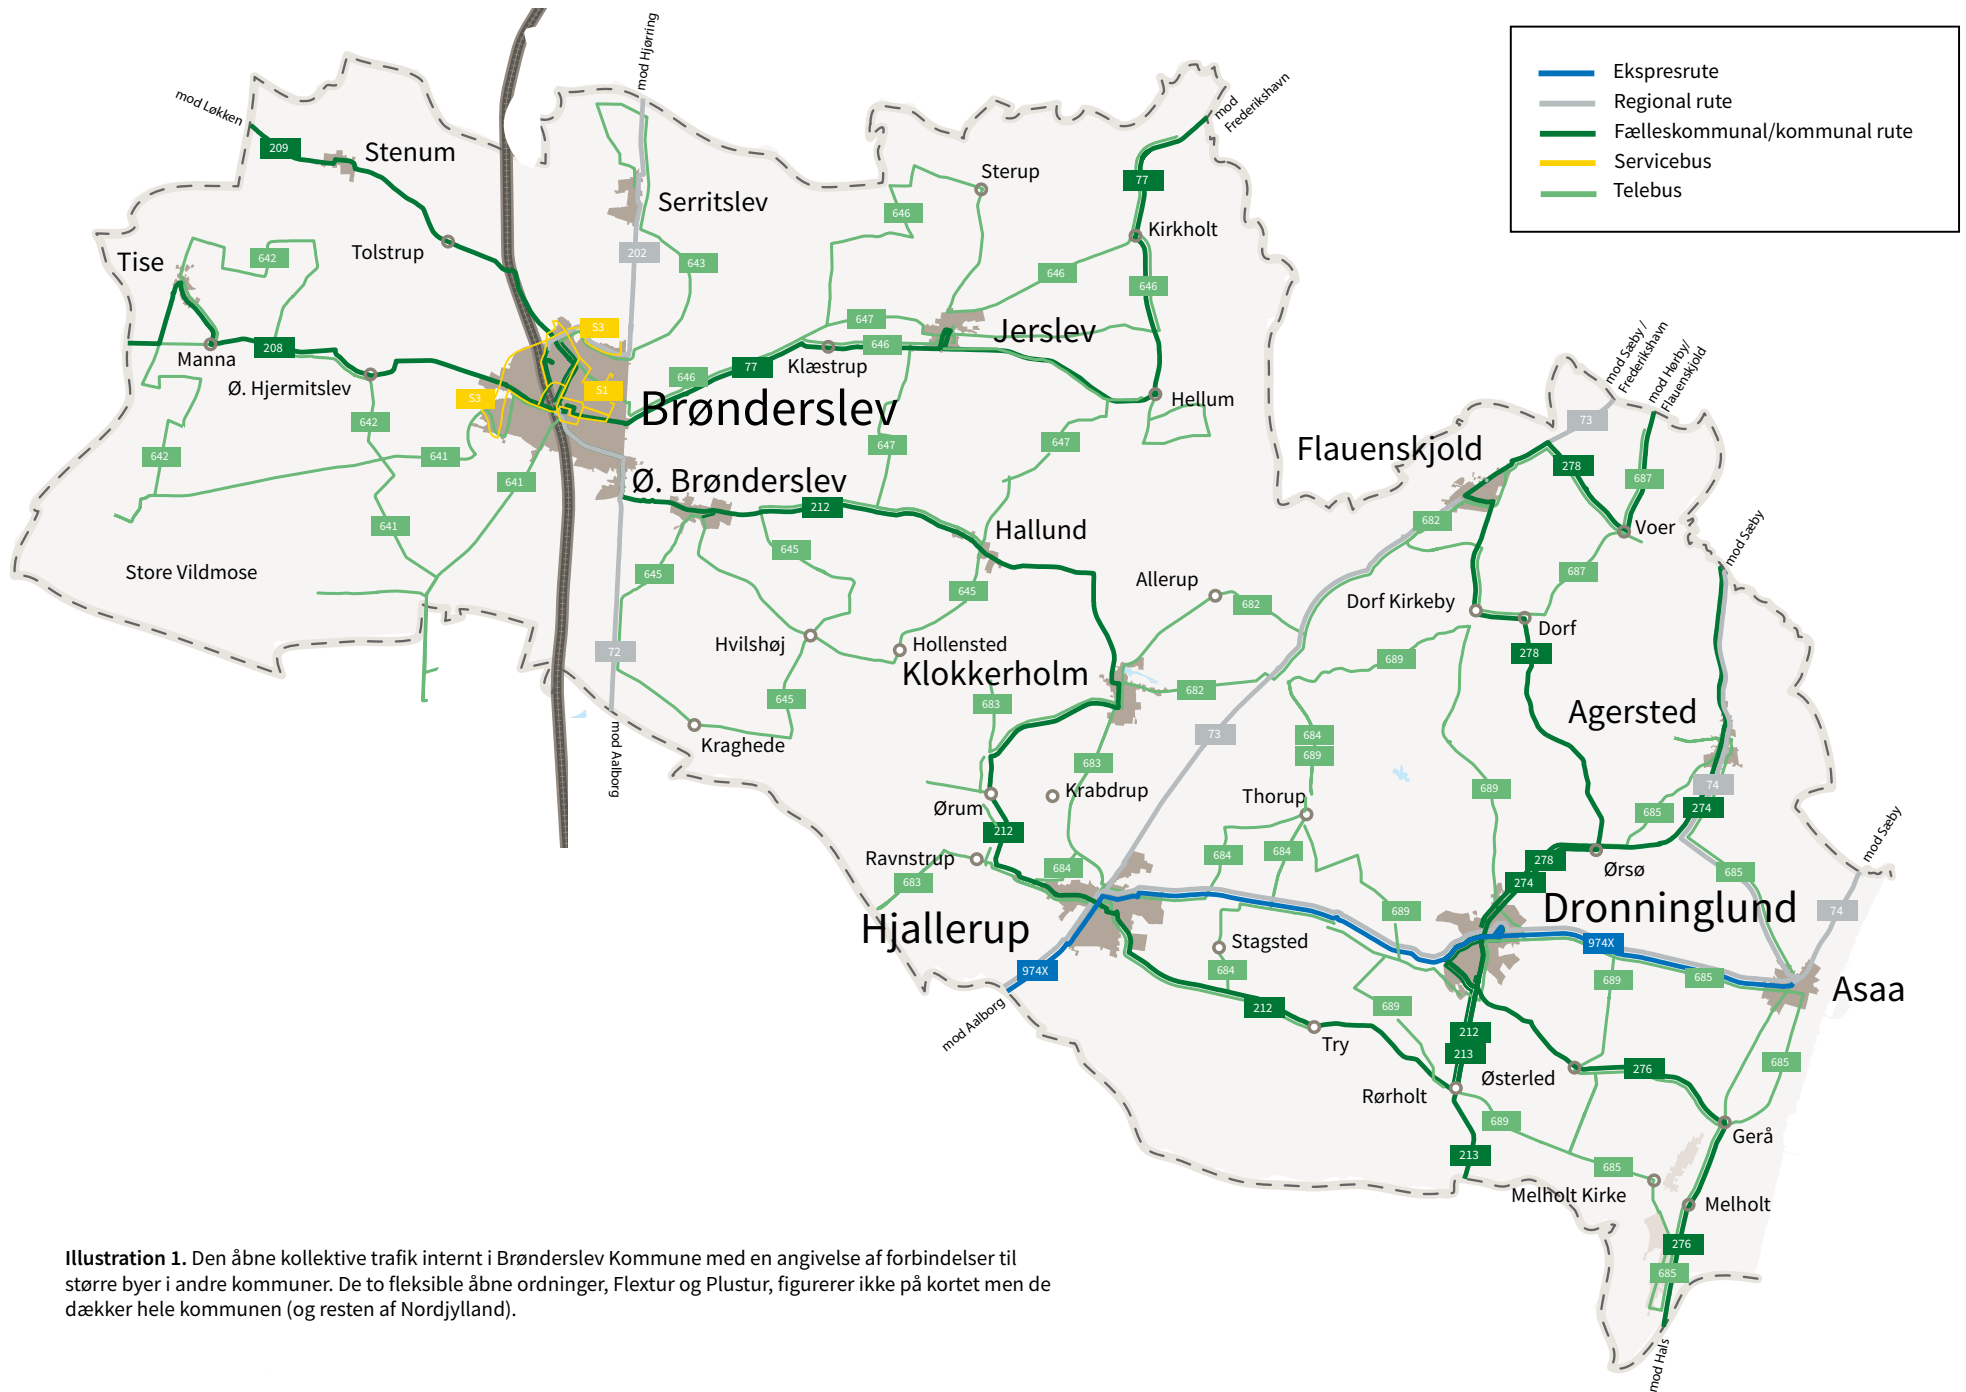 mod Hjørring
mod Løkken
209
Stenum
mod
Frederikshavn
Ekspresrute
Regional rute
Fælleskommunal/kommunal rute
Servicebus
Telebus
Sterup
77
Serritslev
646
Kirkholt
Tolstrup
202
Tise
642
643
646
646
S3
647
Jerslev
646
208
Manna
Klæstrup
77
646
Ø. Hjermitslev
S3
S1
Hellum
Brønderslev
mod Sæby /
Frederikshavn
mod Hørby/
Flauenskjold
642
73
647
647
Flauenskjold
642
641
278
687
641
Ø. Brønderslev
212
682
641
Hallund
Voer
mod Sæby
645
Store Vildmose
645
645
Allerup
687
682
Dorf Kirkeby
Dorf
Hvilshøj
Hollensted
72
278
689
Klokkerholm
682
645
683
Agersted
73
684
689
Kraghede
mod Aalborg
683
Krabdrup
74
Thorup
689
Ørum
274
685
212
mod Sæby
Ravnstrup
684
684
684
278
Ørsø
683
274
685
Dronninglund
689
74
Hjallerup
Stagsted
974X
974X
684
689
685
Asaa
mod Aalborg
212
689
212
Try
213
Østerled
276
685
Rørholt
689
Gerå
213
685
Melholt Kirke
Melholt
276
685
mod Hals
Illustration 1. Den åbne kollektive trafik internt i Brønderslev Kommune med en angivelse af forbindelser til
større byer i andre kommuner. De to fleksible åbne ordninger, Flextur og Plustur, figurerer ikke på kortet men de
dækker hele kommunen (og resten af Nordjylland).